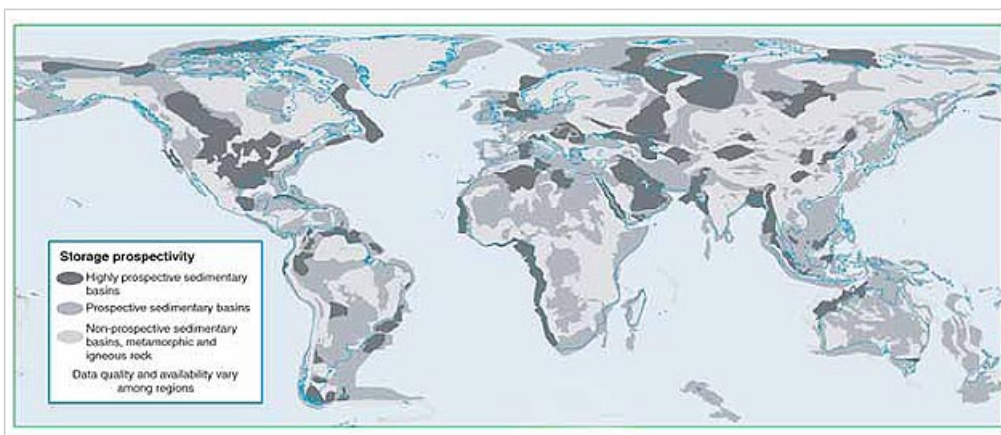 Storage prospectivity
Highly prospective sedimentary
basins
Prospective sedimentary basins
Non-prospective sedimentary
basins, metamorphic and
igneous rock
Data quality and availability vary
among regions